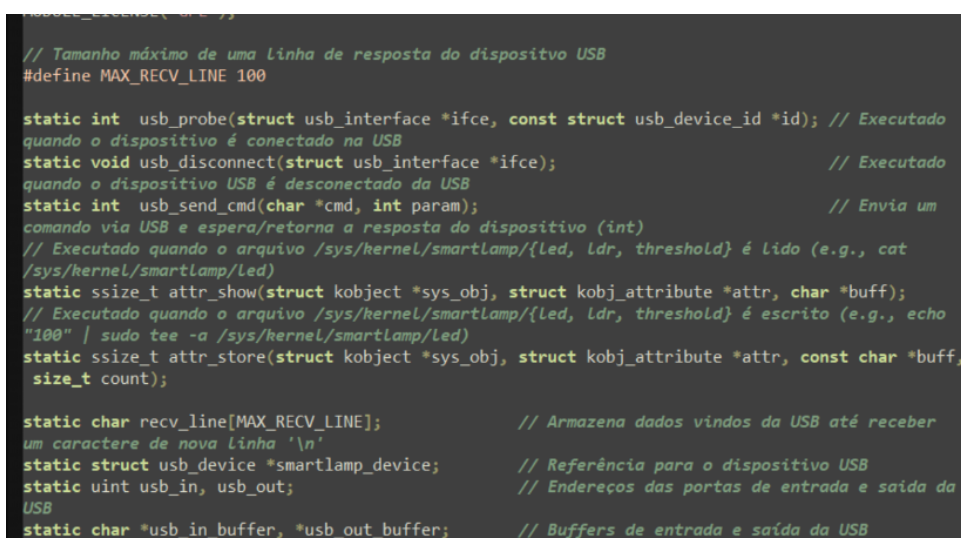 // Tamanho máximo de uma linha de resposta do dispositvo USB
#define MAX_RECV_LINE 100
static int  usb_probe(struct usb_interface *ifce, const struct usb_device_id *id); // Executado
quando o dispositivo é conectado na USB
static void usb_disconnect(struct usb_interface *ifce); // Executado
quando o dispositivo USB é desconectado da USB
static int  usb_send_cmd(char *cmd, int param); // Envia um
comando via USB e espera/retorna a resposta do dispositivo (int)
// Executado quando o arquivo /sys/kernel/smartlamp/{led, ldr, threshold} é lido (e.g., cat
/sys/kernel/smartlamp/led)
static ssize_t attr_show(struct kobject *sys_obj, struct kobj_attribute *attr, char *buff);
// Executado quando o arquivo /sys/kernel/smartlamp/{led, ldr, threshold} é escrito (e.g., echo
"100" | sudo tee -a /sys/kernel/smartlamp/led)
static ssize_t attr_store(struct kobject *sys_obj, struct kobj_attribute *attr, const char *buff,
size_t count);
static char recv_line[MAX_RECV_LINE]; // Armazena dados vindos da USB até receber
um caractere de nova linha '\n'
static struct usb_device *smartlamp_device; // Referência para o dispositivo USB
static uint usb_in, usb_out; // Endereços das portas de entrada e saida da
USB
static char *usb_in_buffer, *usb_out_buffer; // Buffers de entrada e saída da USB